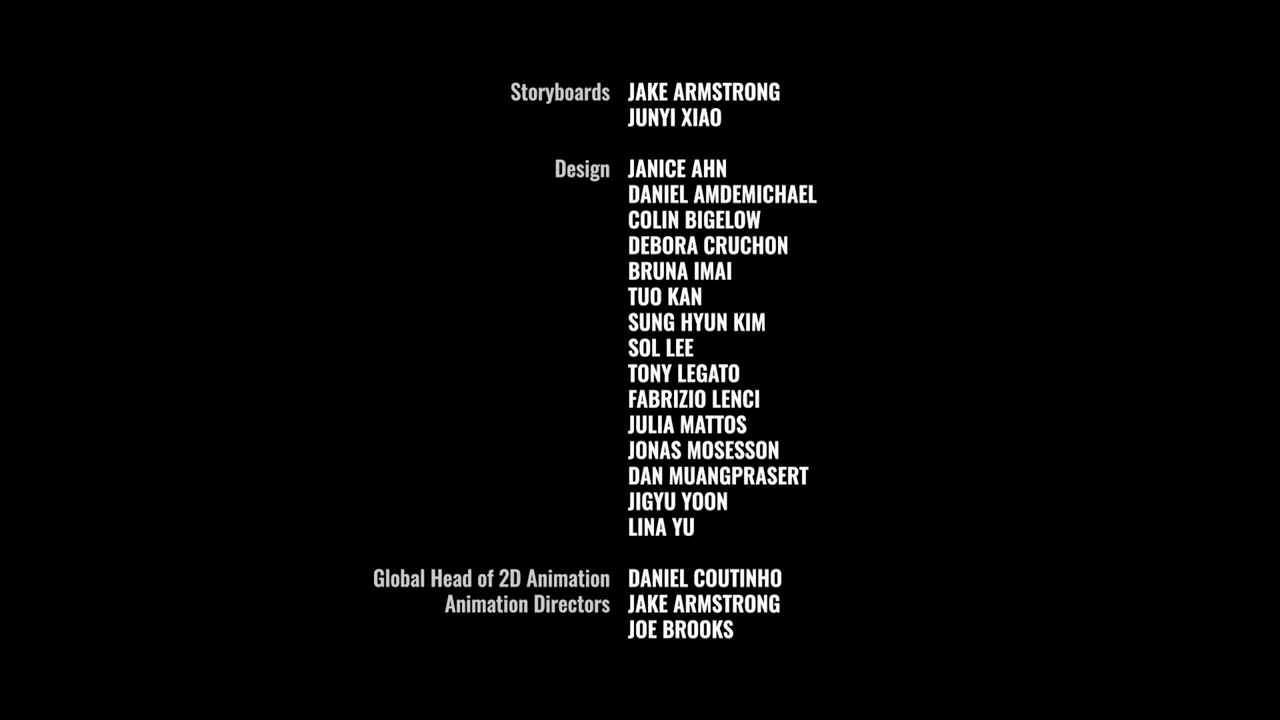 Storyboards JAKE ARMSTRONG
JUNYI XIAO
Design JANICE AHN
DANIEL AMDEMICHAEL
COLIN BIGELOW
DEBORA CRUCHON
BRUNA IMAI
TUO KAN
SUNG HYUN KIM
SOL LEE
TONY LEGATO
FABRIZIO LENCI
JULIA MATTOS
JONAS MOSESSON
DAN MUANGPRASERT
JIGYU YOON
LINA YU
Global Head of 2D Animation DANIEL COUTINHO
Animation Directors JAKE ARMSTRONG
JOE BROOKS